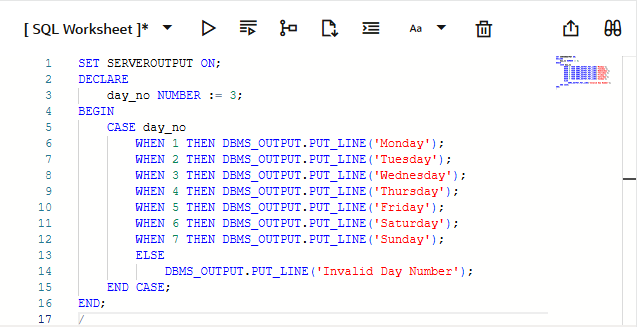 [ SQL Worksheet ]*
Aa
1 SET SERVEROUTPUT ON;
2 DECLARE
3     day_no NUMBER := 3;
4 BEGIN
5     CASE day_no
6         WHEN 1 THEN DBMS_OUTPUT.PUT_LINE('Monday');
7         WHEN 2 THEN DBMS_OUTPUT.PUT_LINE('Tuesday');
8         WHEN 3 THEN DBMS_OUTPUT.PUT_LINE('Wednesday');
9         WHEN 4 THEN DBMS_OUTPUT.PUT_LINE('Thursday');
10         WHEN 5 THEN DBMS_OUTPUT.PUT_LINE('Friday');
11         WHEN 6 THEN DBMS_OUTPUT.PUT_LINE('Saturday');
12         WHEN 7 THEN DBMS_OUTPUT.PUT_LINE('Sunday');
13         ELSE
14             DBMS_OUTPUT.PUT_LINE('Invalid Day Number');
15     END CASE;
16 END;
17 /